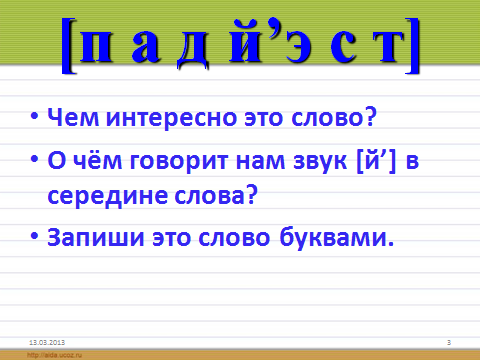 [п а д й’э с т]
• Чем интересно это слово?
• О чём говорит нам звук [й’] в
середине слова?
• Запиши это слово буквами.
13.03.2013 3
http://aida.ucoz.ru